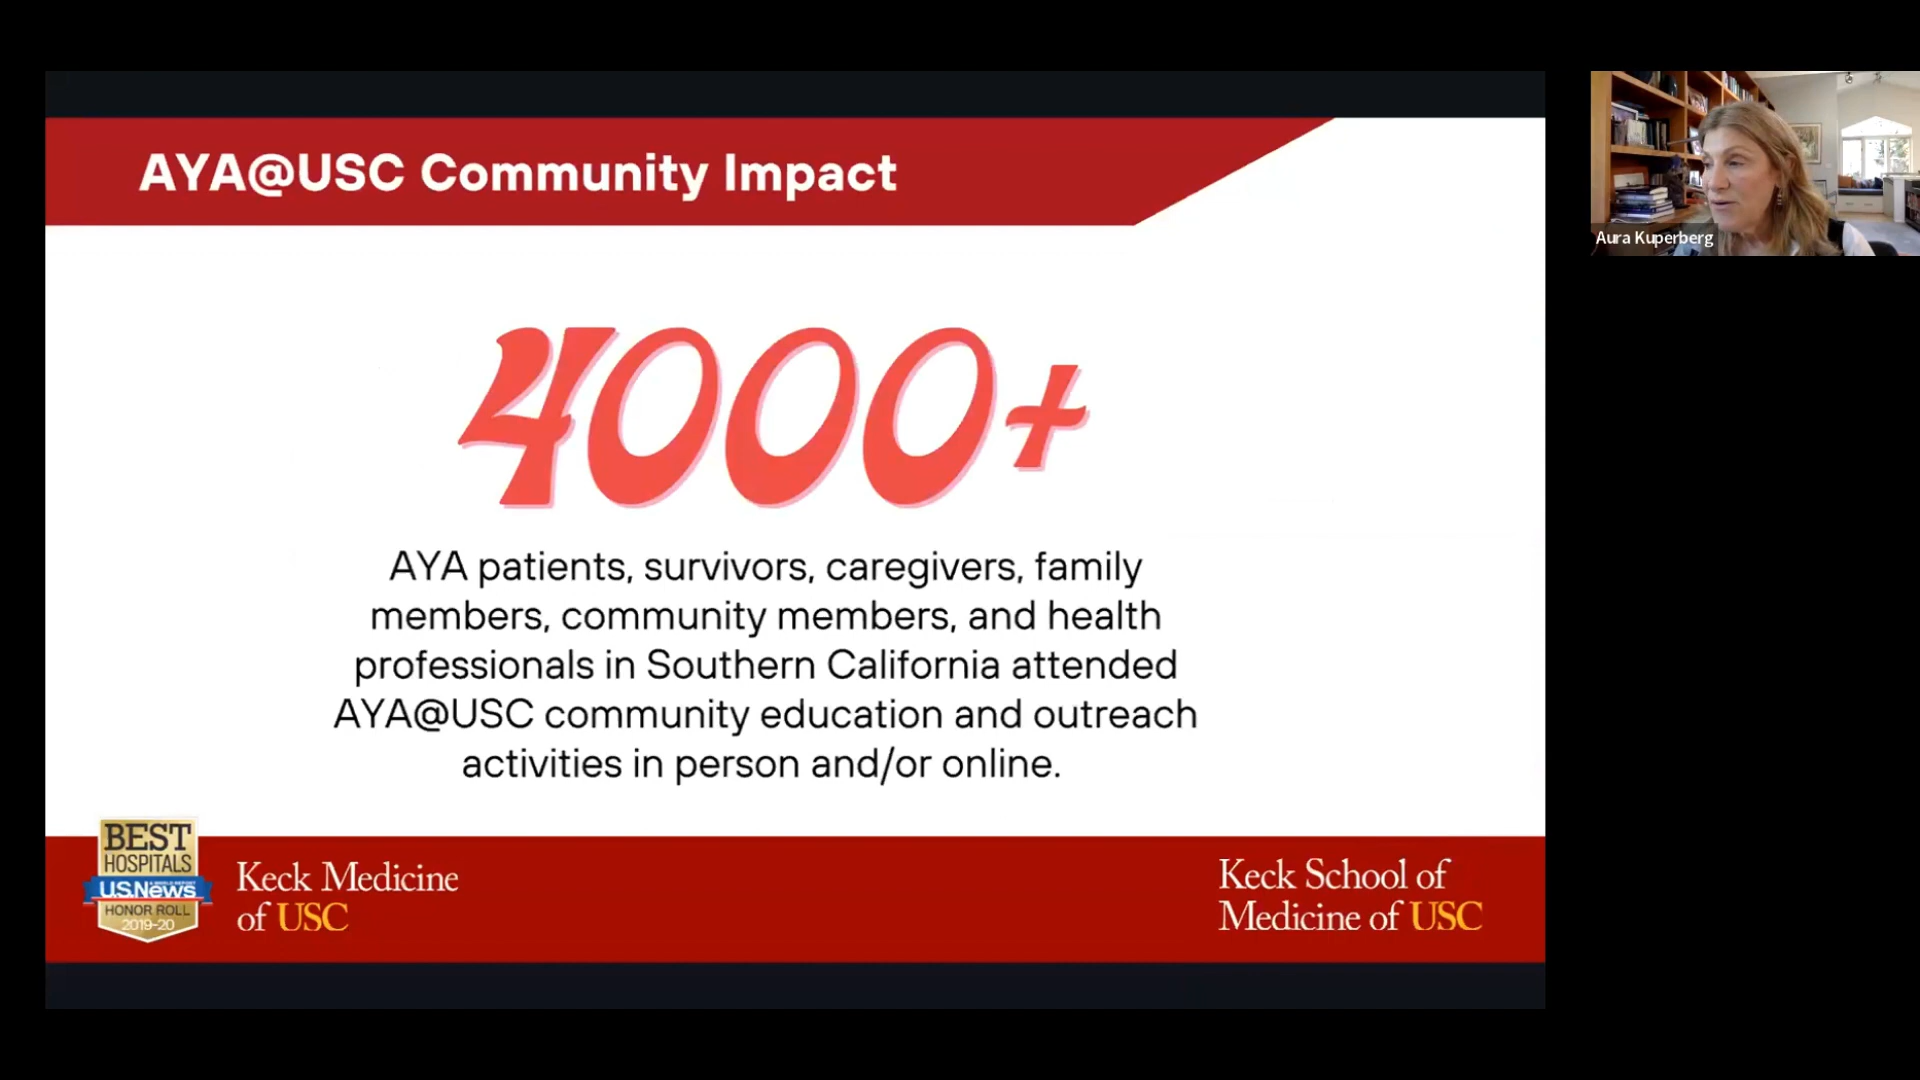 AYA@USC Community Impact
4000+
AYA patients, survivors, caregivers, family
members, community members, and health
professionals in Southern California attended
AYA@USC community education and outreach
activities in person and/or online.
BEST
HOSPITALS
U.S.News
HONOR ROLL
2019-20
Keck Medicine
of USC
Keck School of
Medicine of USC
Aura Kuperberg